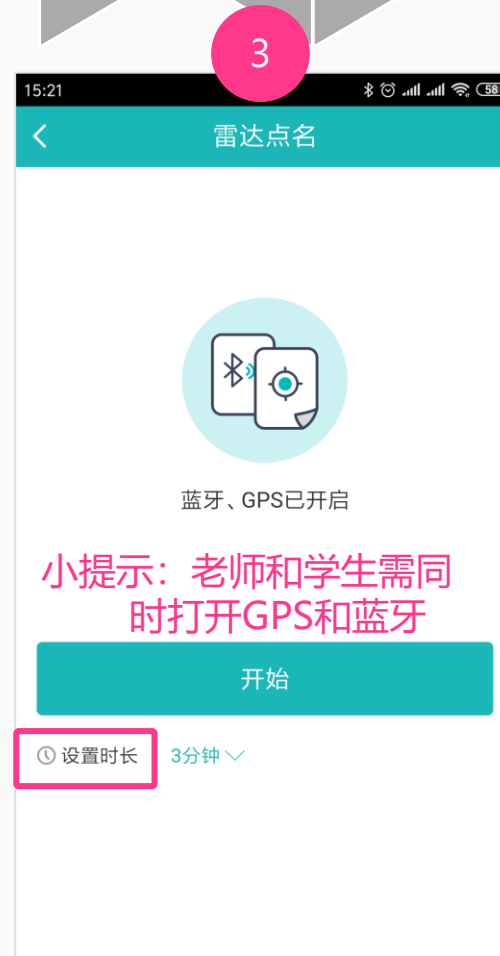 3
15:21
58
雷达点名
蓝牙、GPS已开启
小提示：老师和学生需同
时打开GPS和蓝牙
开始
设置时长 3分钟